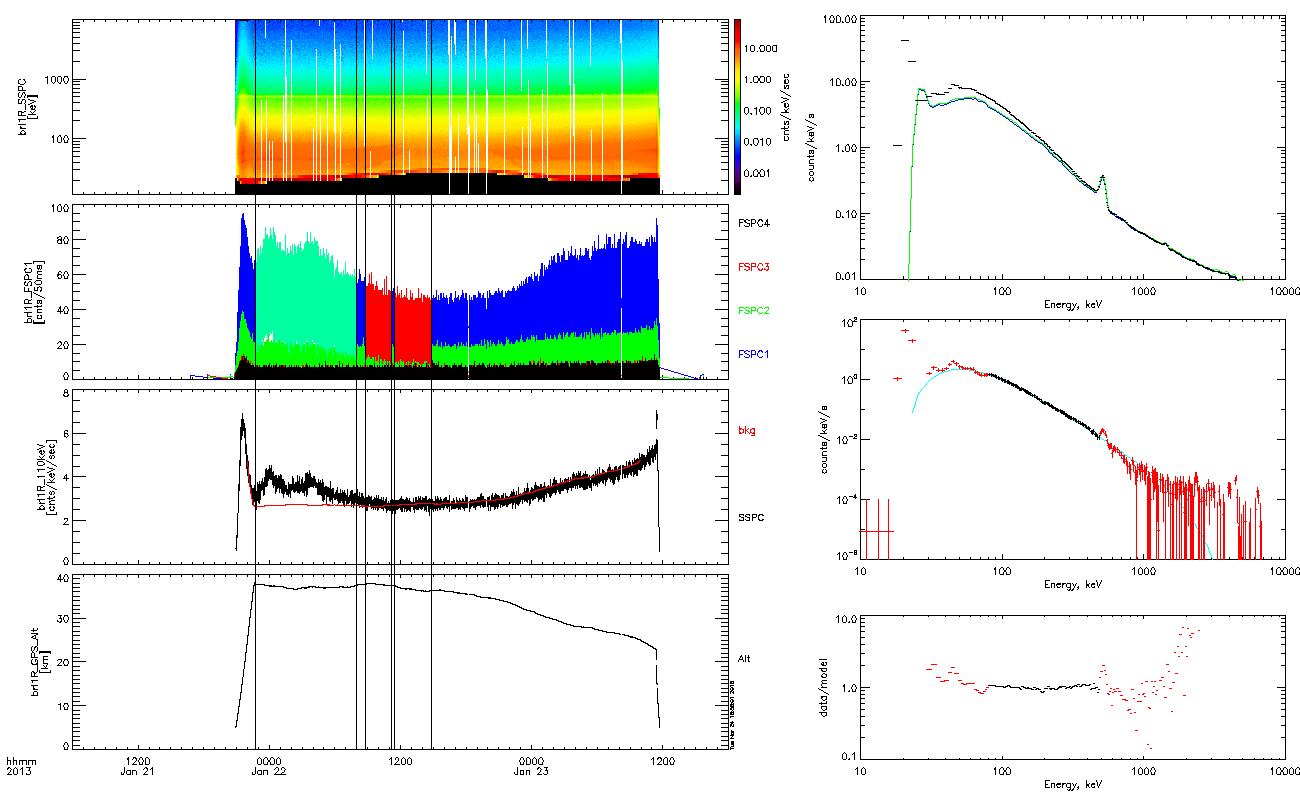 brl1R_SSPC
[keV]
1000
100
10.000
1.000
0.100
0.010
0.001
cnts/keV/sec
brl1R_FSPC1
[cnts/50ms]
100
80
60
40
20
0
FSPC4
FSPC3
FSPC2
FSPC1
brl1R_110keV
[cnts/keV/sec]
8
6
4
2
0
bkg
SSPC
brl1R_GPS_Alt
[km]
40
30
20
10
0
Alt
hhmm
2013
1200
Jan 21
0000
Jan 22
1200
0000
Jan 23
1200
counts/keV/s
100.00
10.00
1.00
0.10
0.01
10 100 1000 10000
Energy, keV
counts/keV/s
10²
10⁰
10⁻²
10⁻⁴
10 100 1000 10000
Energy, keV
data/model
10.0
1.0
0.1
10 100 1000 10000
Energy, keV